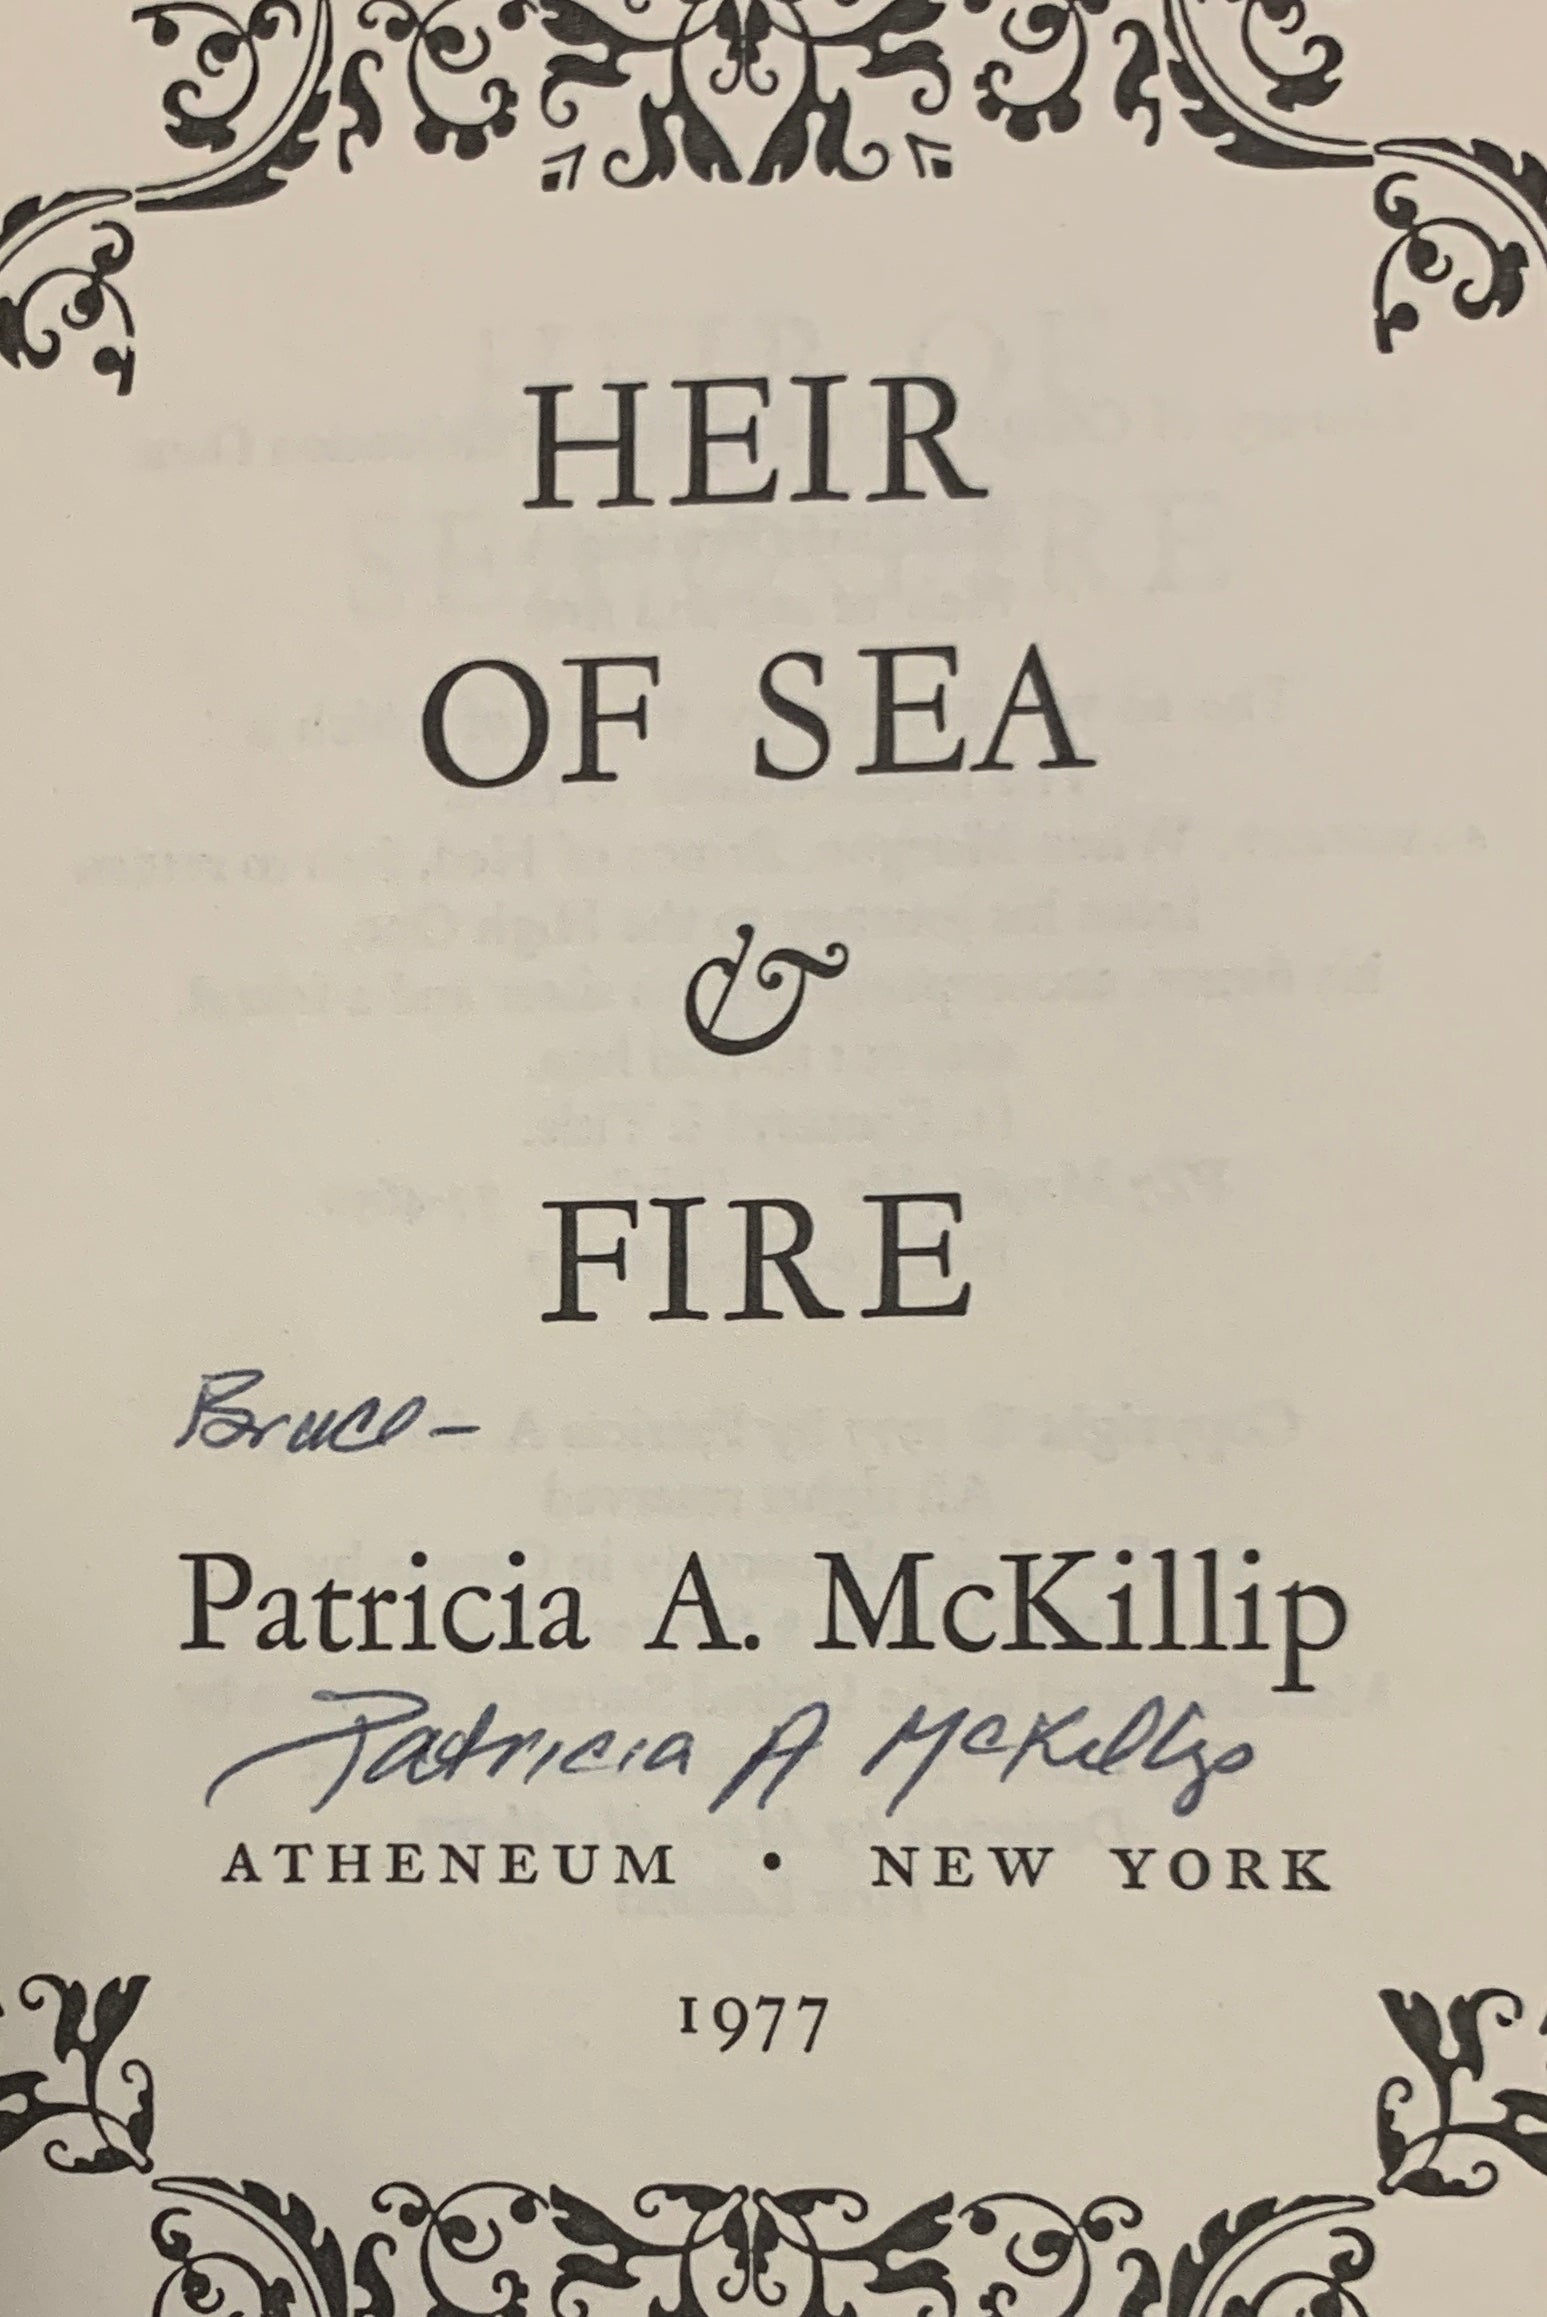 HEIR
OF SEA
&
FIRE
Bruce –
Patricia A. McKillip
Patricia A McKillip
ATHENEUM • NEW YORK
1977